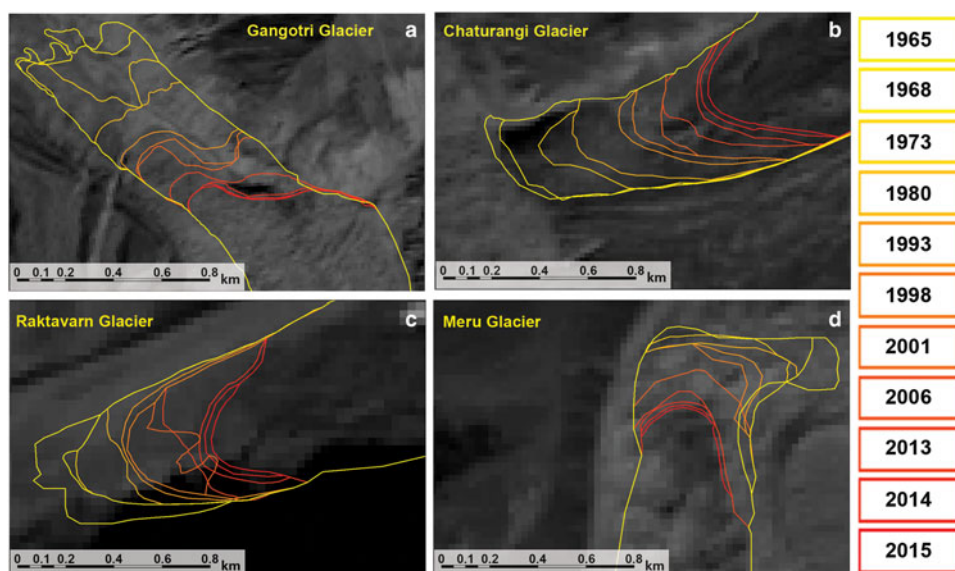 Gangotri Glacier a
0 0.1 0.2 0.4 0.6 0.8
km
Chaturangi Glacier b
0 0.1 0.2 0.4 0.6 0.8
km
Raktavarn Glacier c
0 0.1 0.2 0.4 0.6 0.8
km
Meru Glacier d
0 0.1 0.2 0.4 0.6 0.8
km
1965
1968
1973
1980
1993
1998
2001
2006
2013
2014
2015